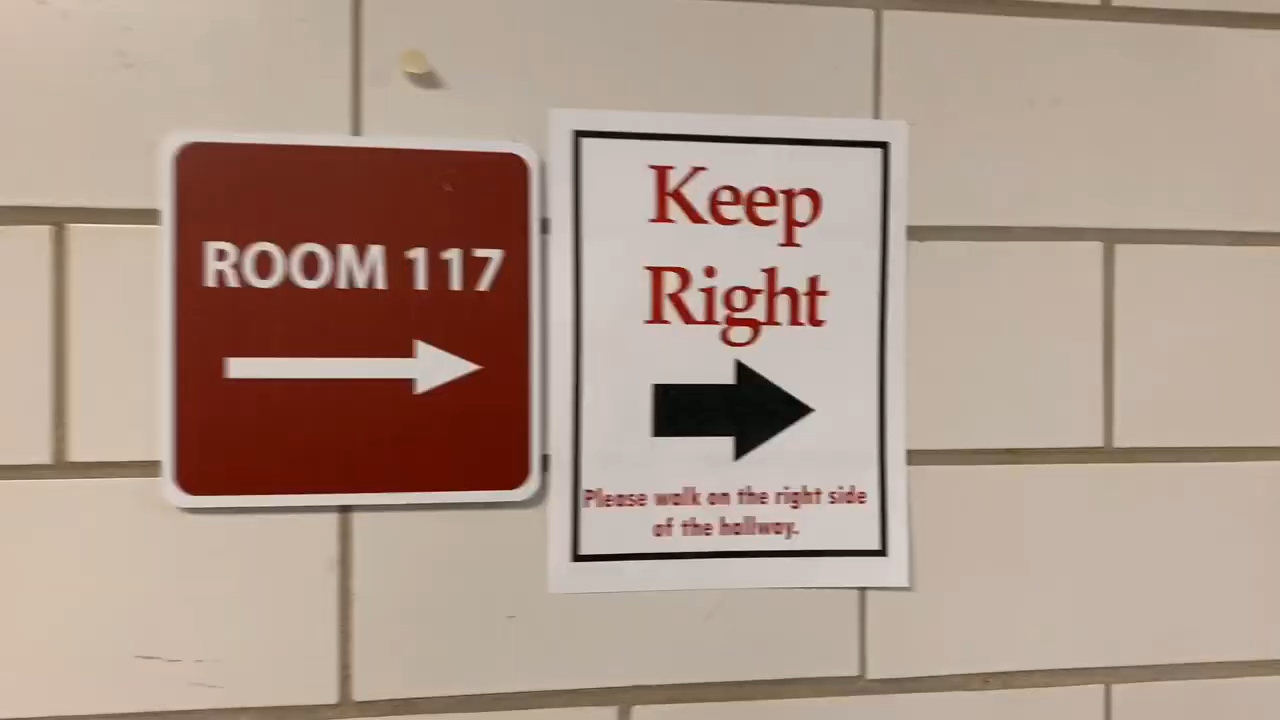 ROOM 117
Keep
Right
Please walk on the right side
of the hallway.